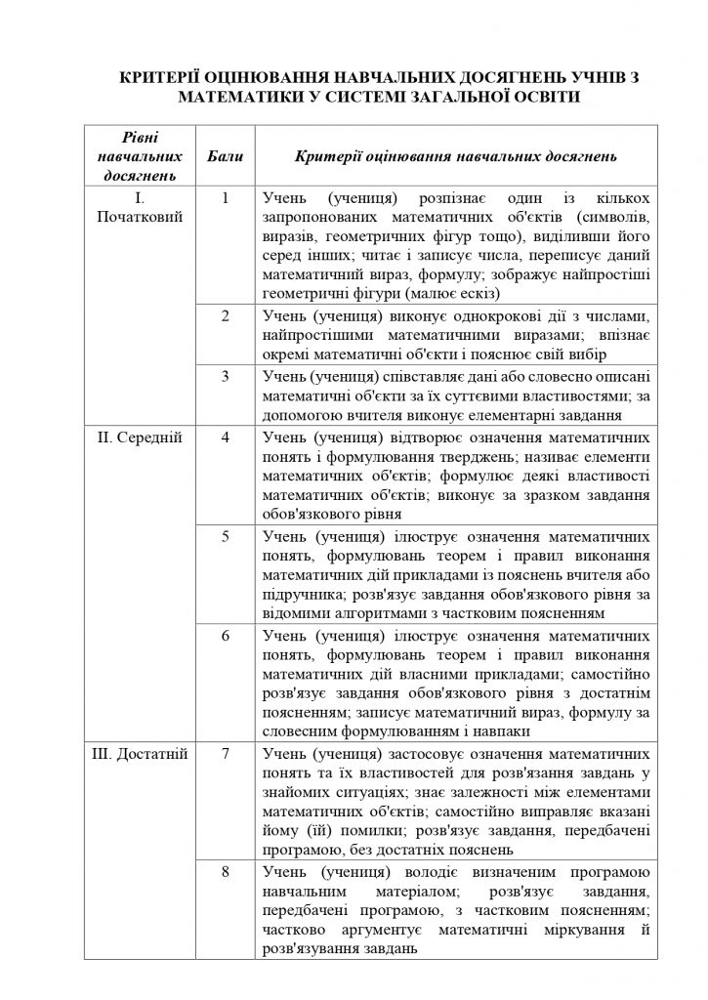 КРИТЕРІЇ ОЦІНЮВАННЯ НАВЧАЛЬНИХ ДОСЯГНЕНЬ УЧНІВ З
МАТЕМАТИКИ У СИСТЕМІ ЗАГАЛЬНОЇ ОСВІТИ
Рівні
навчальних
досягнень
Бали
Критерії оцінювання навчальних досягнень
І.
Початковий
1
Учень (учениця) розпізнає один із кількох
запропонованих математичних об'єктів (символів,
виразів, геометричних фігур тощо), виділивши його
серед інших; читає і записує числа, переписує даний
математичний вираз, формулу; зображує найпростіші
геометричні фігури (малює ескіз)
2
Учень (учениця) виконує однокрокові дії з числами,
найпростішими математичними виразами; впізнає
окремі математичні об'єкти і пояснює свій вибір
3
Учень (учениця) співставляє дані або словесно описані
математичні об'єкти за їх суттєвими властивостями; за
допомогою вчителя виконує елементарні завдання
ІІ. Середній
4
Учень (учениця) відтворює означення математичних
понять і формулювання тверджень; називає елементи
математичних об'єктів; формулює деякі властивості
математичних об'єктів; виконує за зразком завдання
обов'язкового рівня
5
Учень (учениця) ілюструє означення математичних
понять, формулювань теорем і правил виконання
математичних дій прикладами із пояснень вчителя або
підручника; розв'язує завдання обов'язкового рівня за
відомими алгоритмами з частковим поясненням
6
Учень (учениця) ілюструє означення математичних
понять, формулювань теорем і правил виконання
математичних дій власними прикладами; самостійно
розв'язує завдання обов'язкового рівня з достатнім
поясненням; записує математичний вираз, формулу за
словесним формулюванням і навпаки
ІІІ. Достатній
7
Учень (учениця) застосовує означення математичних
понять та їх властивостей для розв'язання завдань у
знайомих ситуаціях; знає залежності між елементами
математичних об'єктів; самостійно виправляє вказані
йому (їй) помилки; розв'язує завдання, передбачені
програмою, без достатніх пояснень
8
Учень (учениця) володіє визначеним програмою
навчальним матеріалом; розв'язує завдання,
передбачені програмою, з частковим поясненням;
частково аргументує математичні міркування й
розв'язування завдань